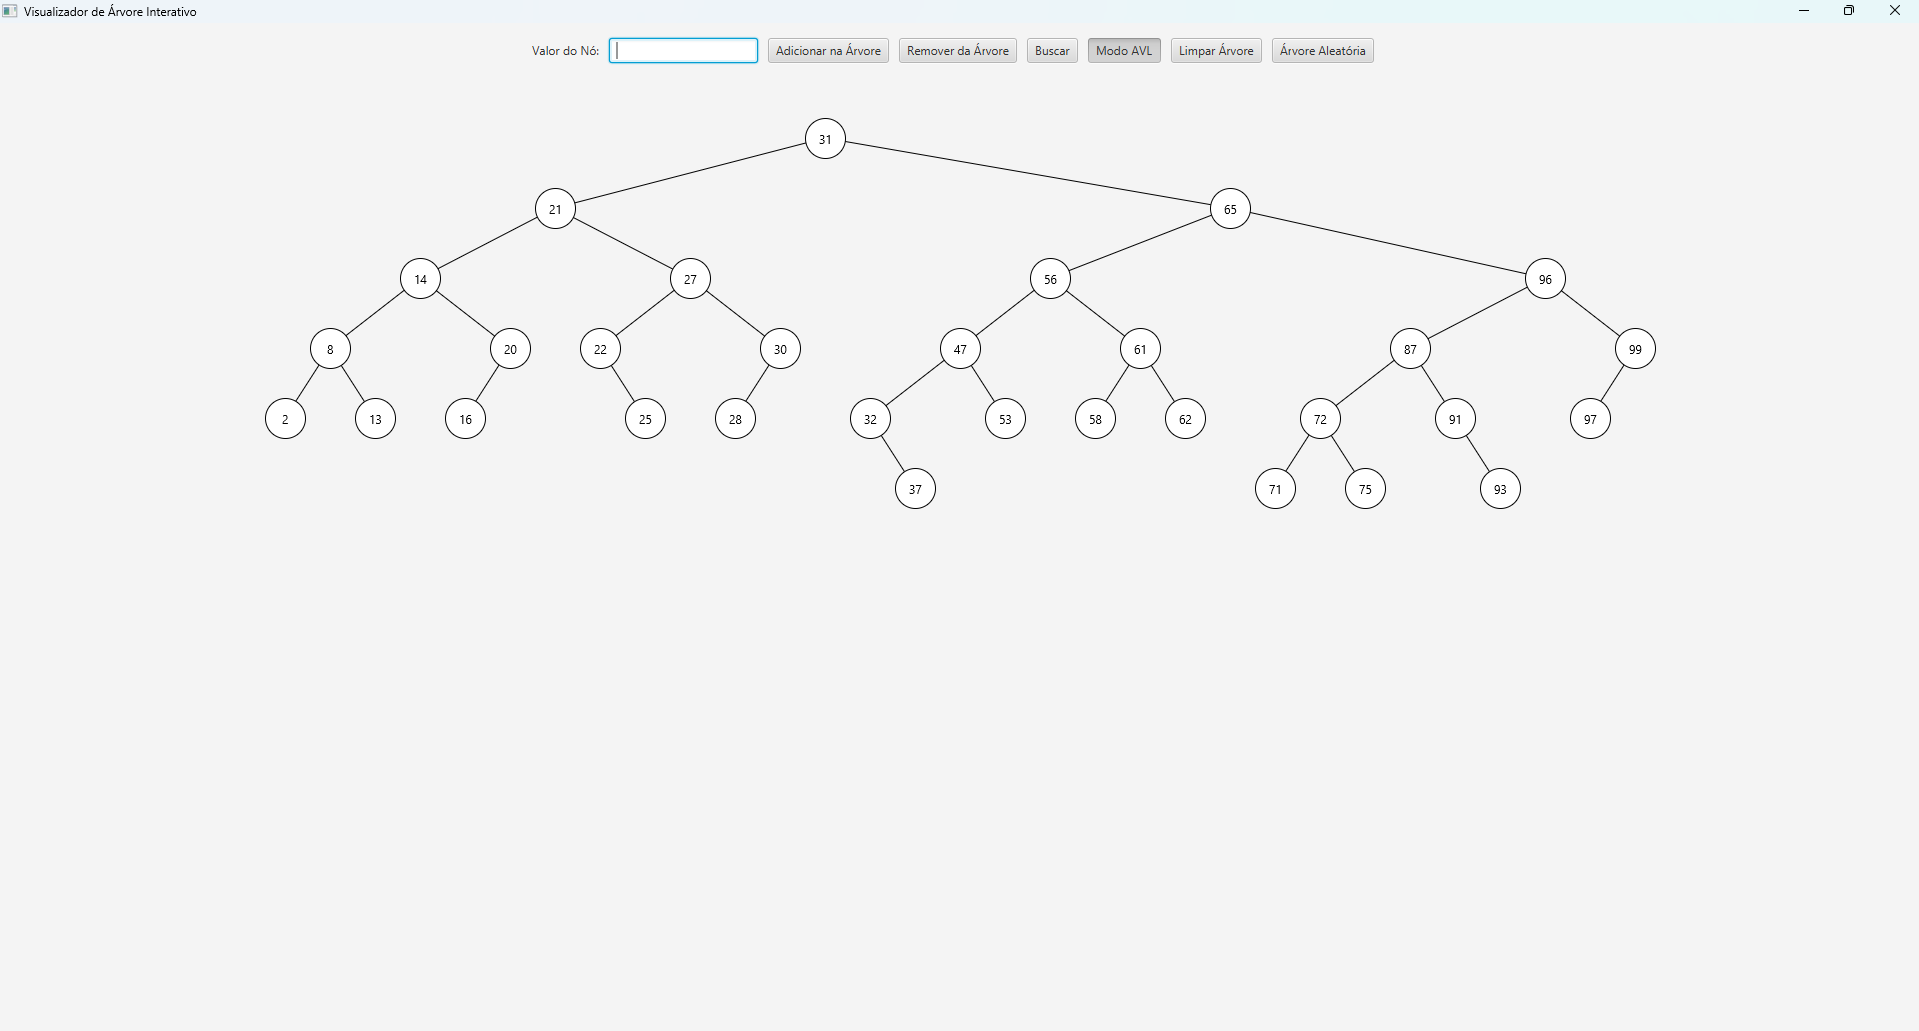 Visualizador de Árvore Interativo
Valor do Nó: Adicionar na Árvore Remover da Árvore Buscar Modo AVL Limpar Árvore Árvore Aleatória
31
21 65
14 27 56 96
8 20 22 30 47 61 87 99
2 13 16 25 28 32 53 58 62 72 91 97
37 71 75 93